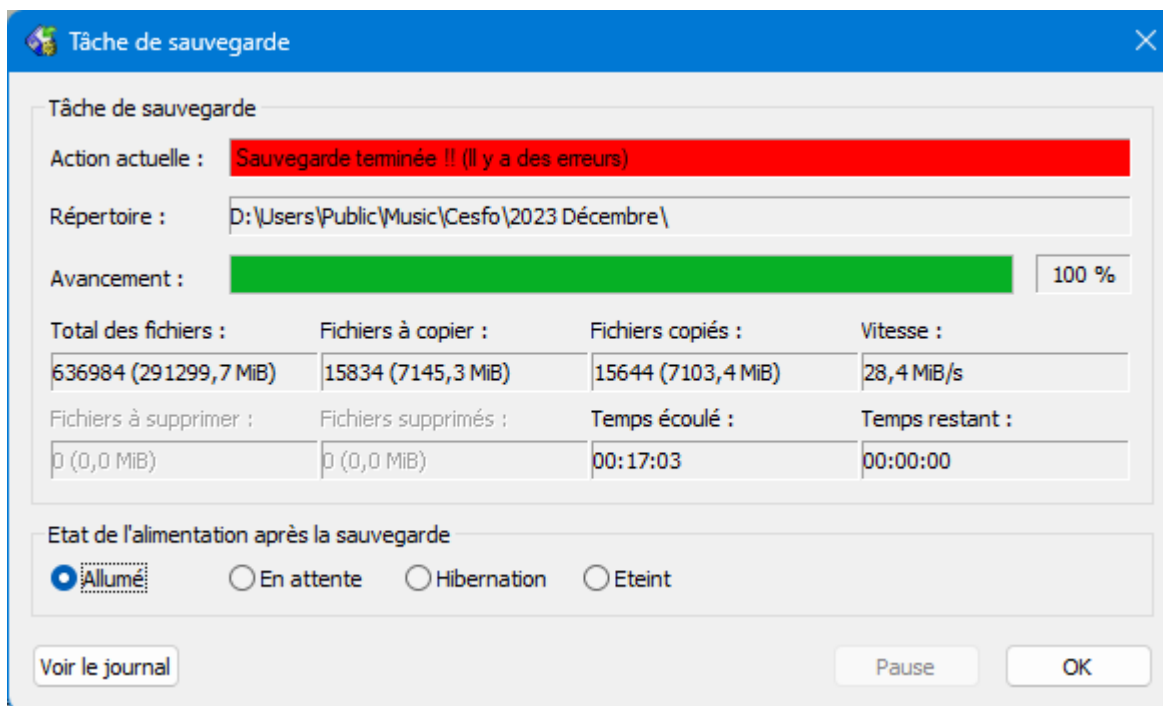 Tâche de sauvegarde
Tâche de sauvegarde
Action actuelle : Sauvegarde terminée !! (Il y a des erreurs)
Répertoire : D:\Users\Public\Music\Cesfo\2023 Décembre\
Avancement : 100 %
Total des fichiers : Fichiers à copier : Fichiers copiés : Vitesse :
636984 (291299,7 MiB) 15834 (7145,3 MiB) 15644 (7103,4 MiB) 28,4 MiB/s
Fichiers à supprimer : Fichiers supprimés : Temps écoulé : Temps restant :
0 (0,0 MiB) 0 (0,0 MiB) 00:17:03 00:00:00
Etat de l'alimentation après la sauvegarde
Allumé En attente Hibernation Eteint
Voir le journal Pause OK